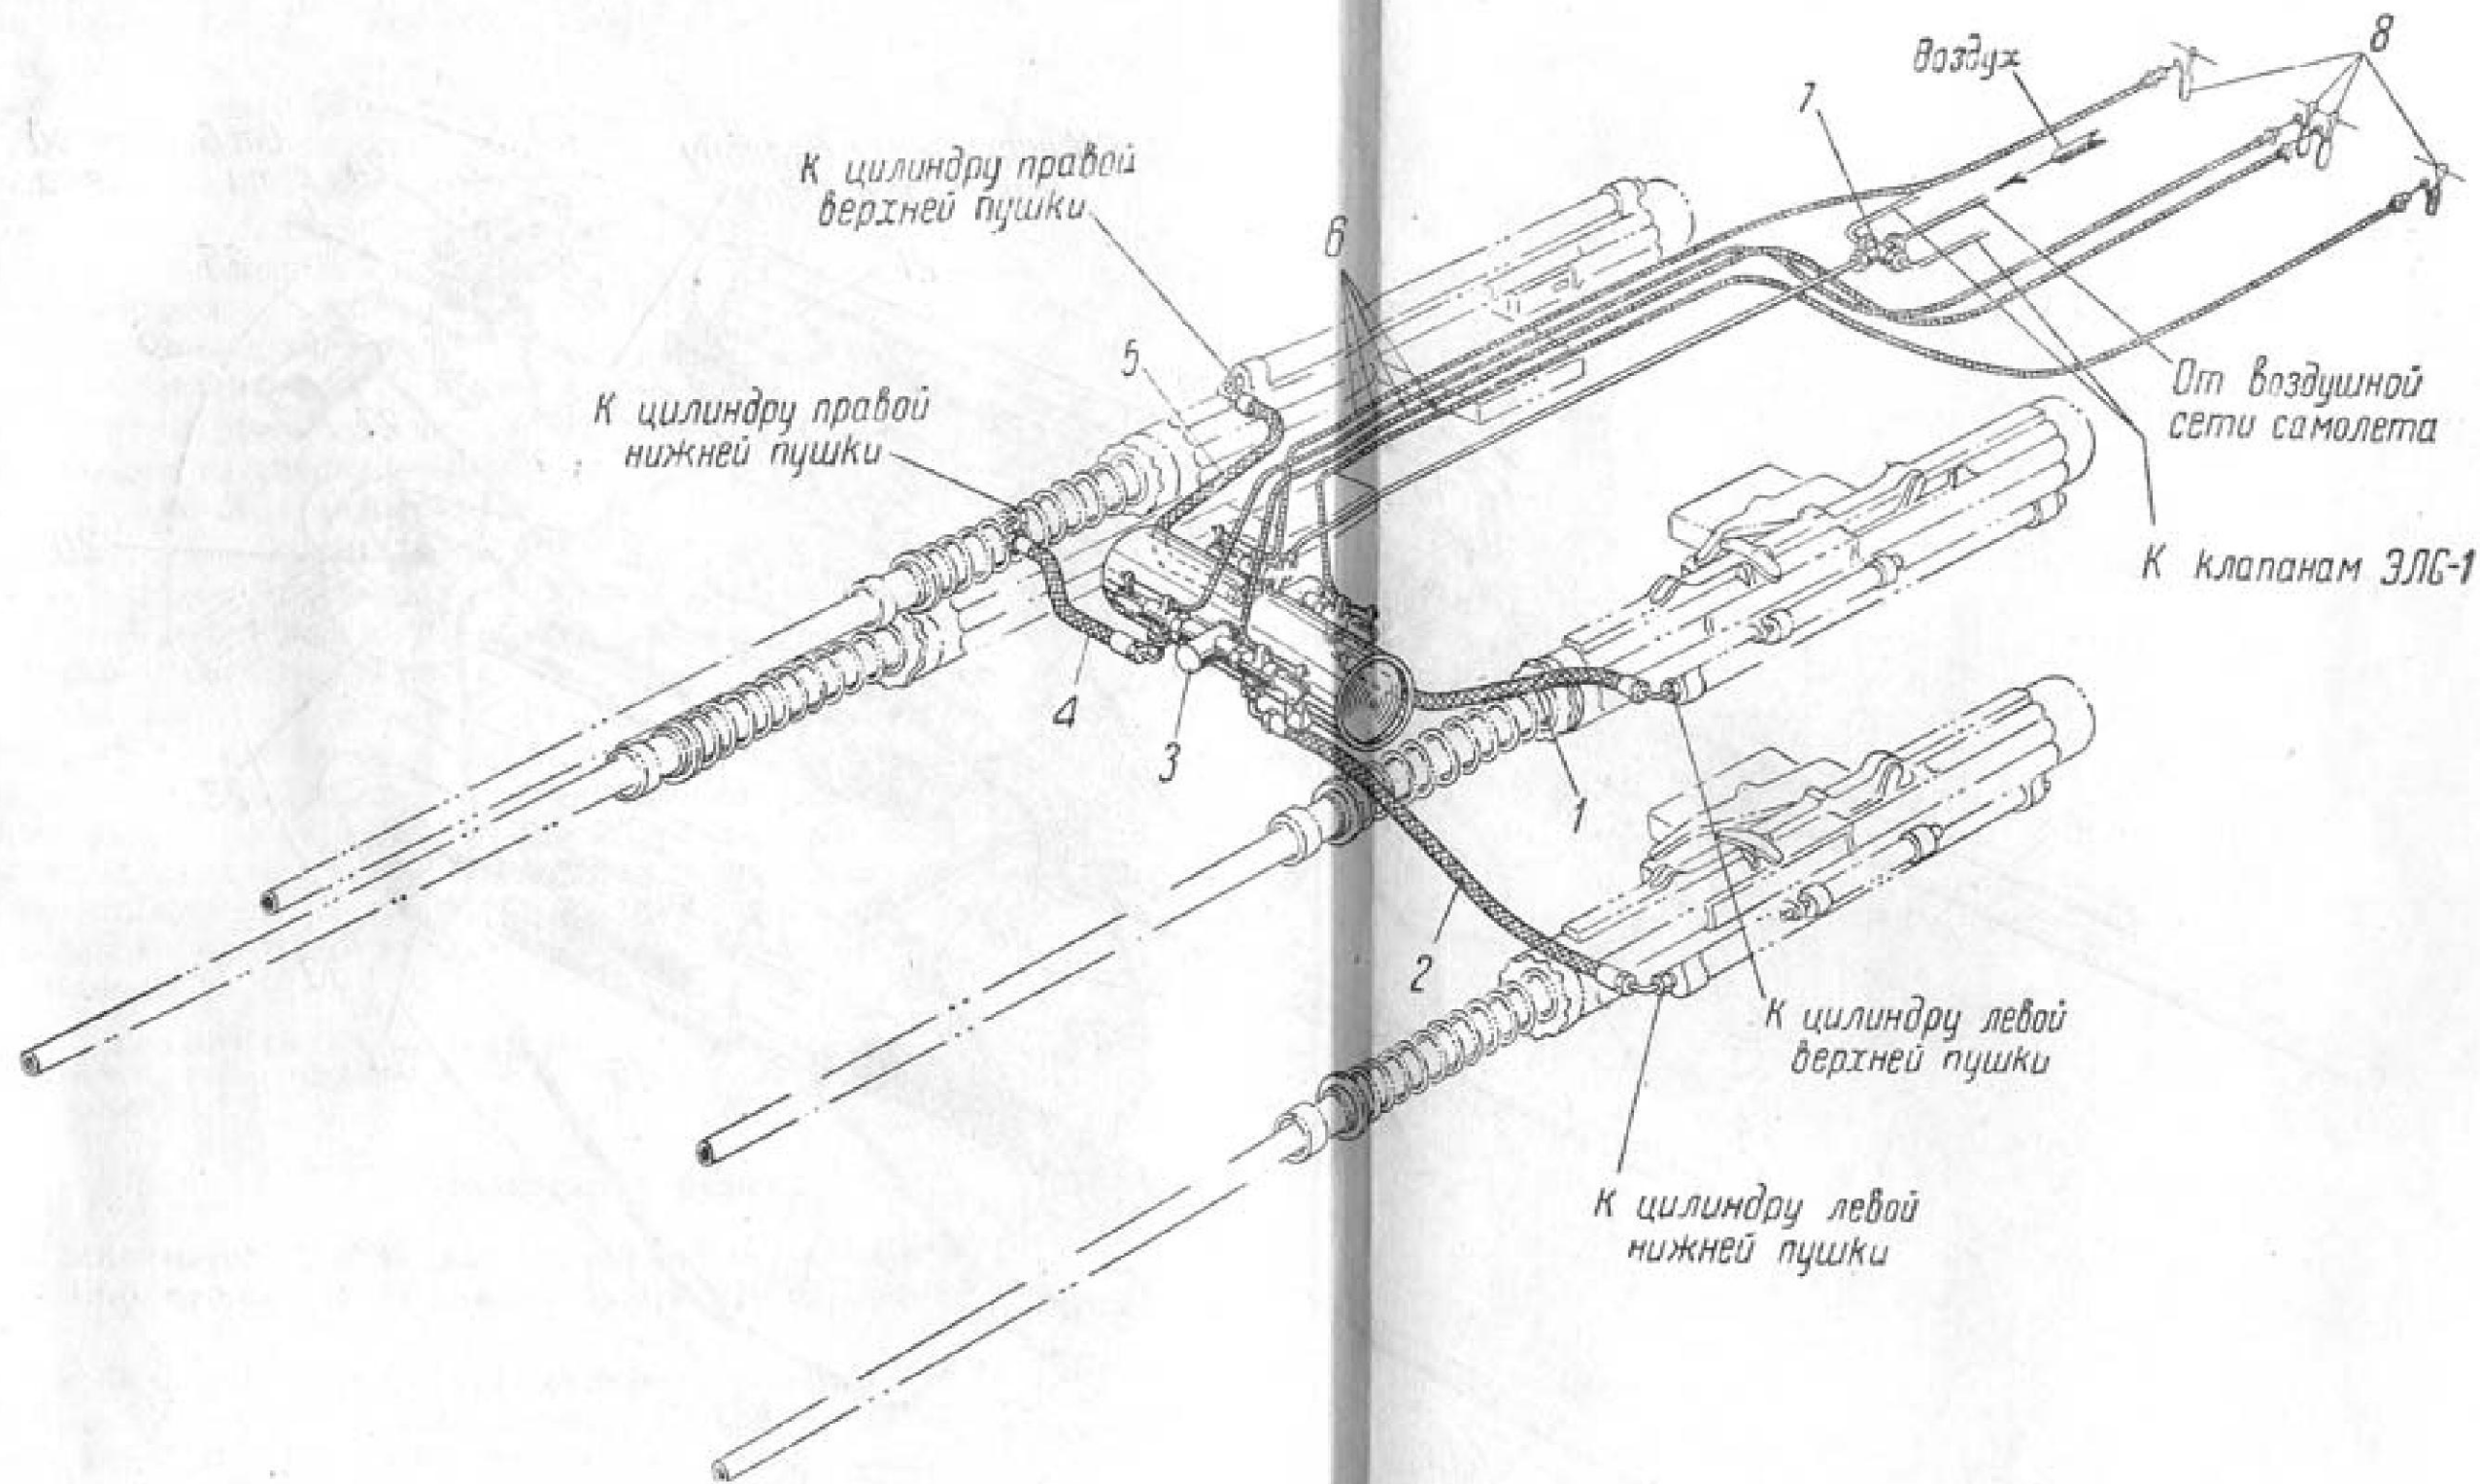 8
Воздух
7
К цилиндру правой
верхней пушки
6
5
К цилиндру правой
нижней пушки
От воздушной
сети самолета
К клапанам ЭЛГ-1
4
3
1
2
К цилиндру левой
верхней пушки
К цилиндру левой
нижней пушки